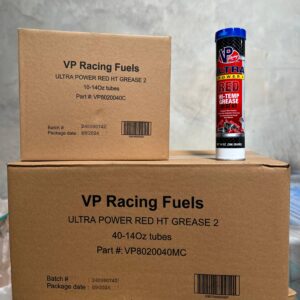 VP Racing Fuels
ULTRA POWER RED HT GREASE 2
10-14Oz tubes
Part #: VP8020040C
Batch #
Package date :
VP
ULTRA
RED
HI-TEMP
GREASE
VP Racing Fuels
ULTRA POWER RED HT GREASE 2
40-14Oz tubes
Part #: VP8020040MC
Batch # :
Package date :